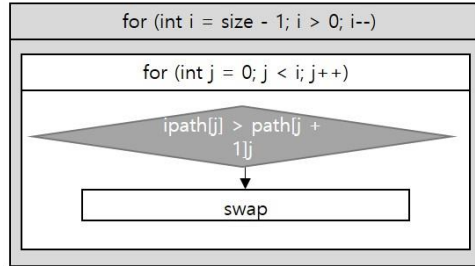 for (int i = size - 1; i > 0; i--)
for (int j = 0; j < i; j++)
ipath[j] > path[j +
1]j
swap